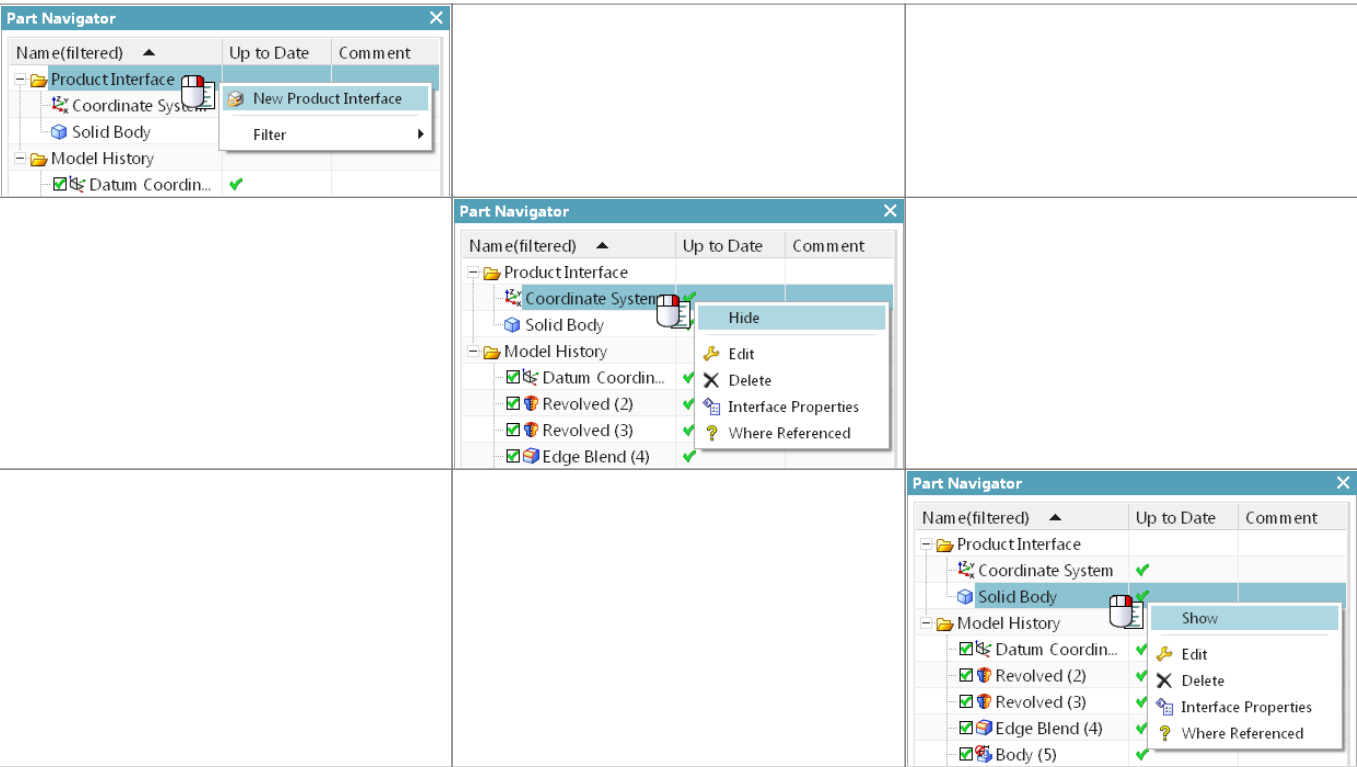 Part Navigator
Name(filtered) Up to Date Comment
Product Interface
New Product Interface
Coordinate Syst
Solid Body
Filter
Model History
Datum Coordin...
Part Navigator
Name(filtered) Up to Date Comment
Product Interface
Coordinate System
Hide
Solid Body
Model History
Edit
Datum Coordin...
Delete
Revolved (2)
Interface Properties
Revolved (3)
Where Referenced
Edge Blend (4)
Part Navigator
Name(filtered) Up to Date Comment
Product Interface
Coordinate System
Solid Body
Show
Model History
Datum Coordin...
Edit
Revolved (2)
Delete
Revolved (3)
Interface Properties
Edge Blend (4)
Where Referenced
Body (5)